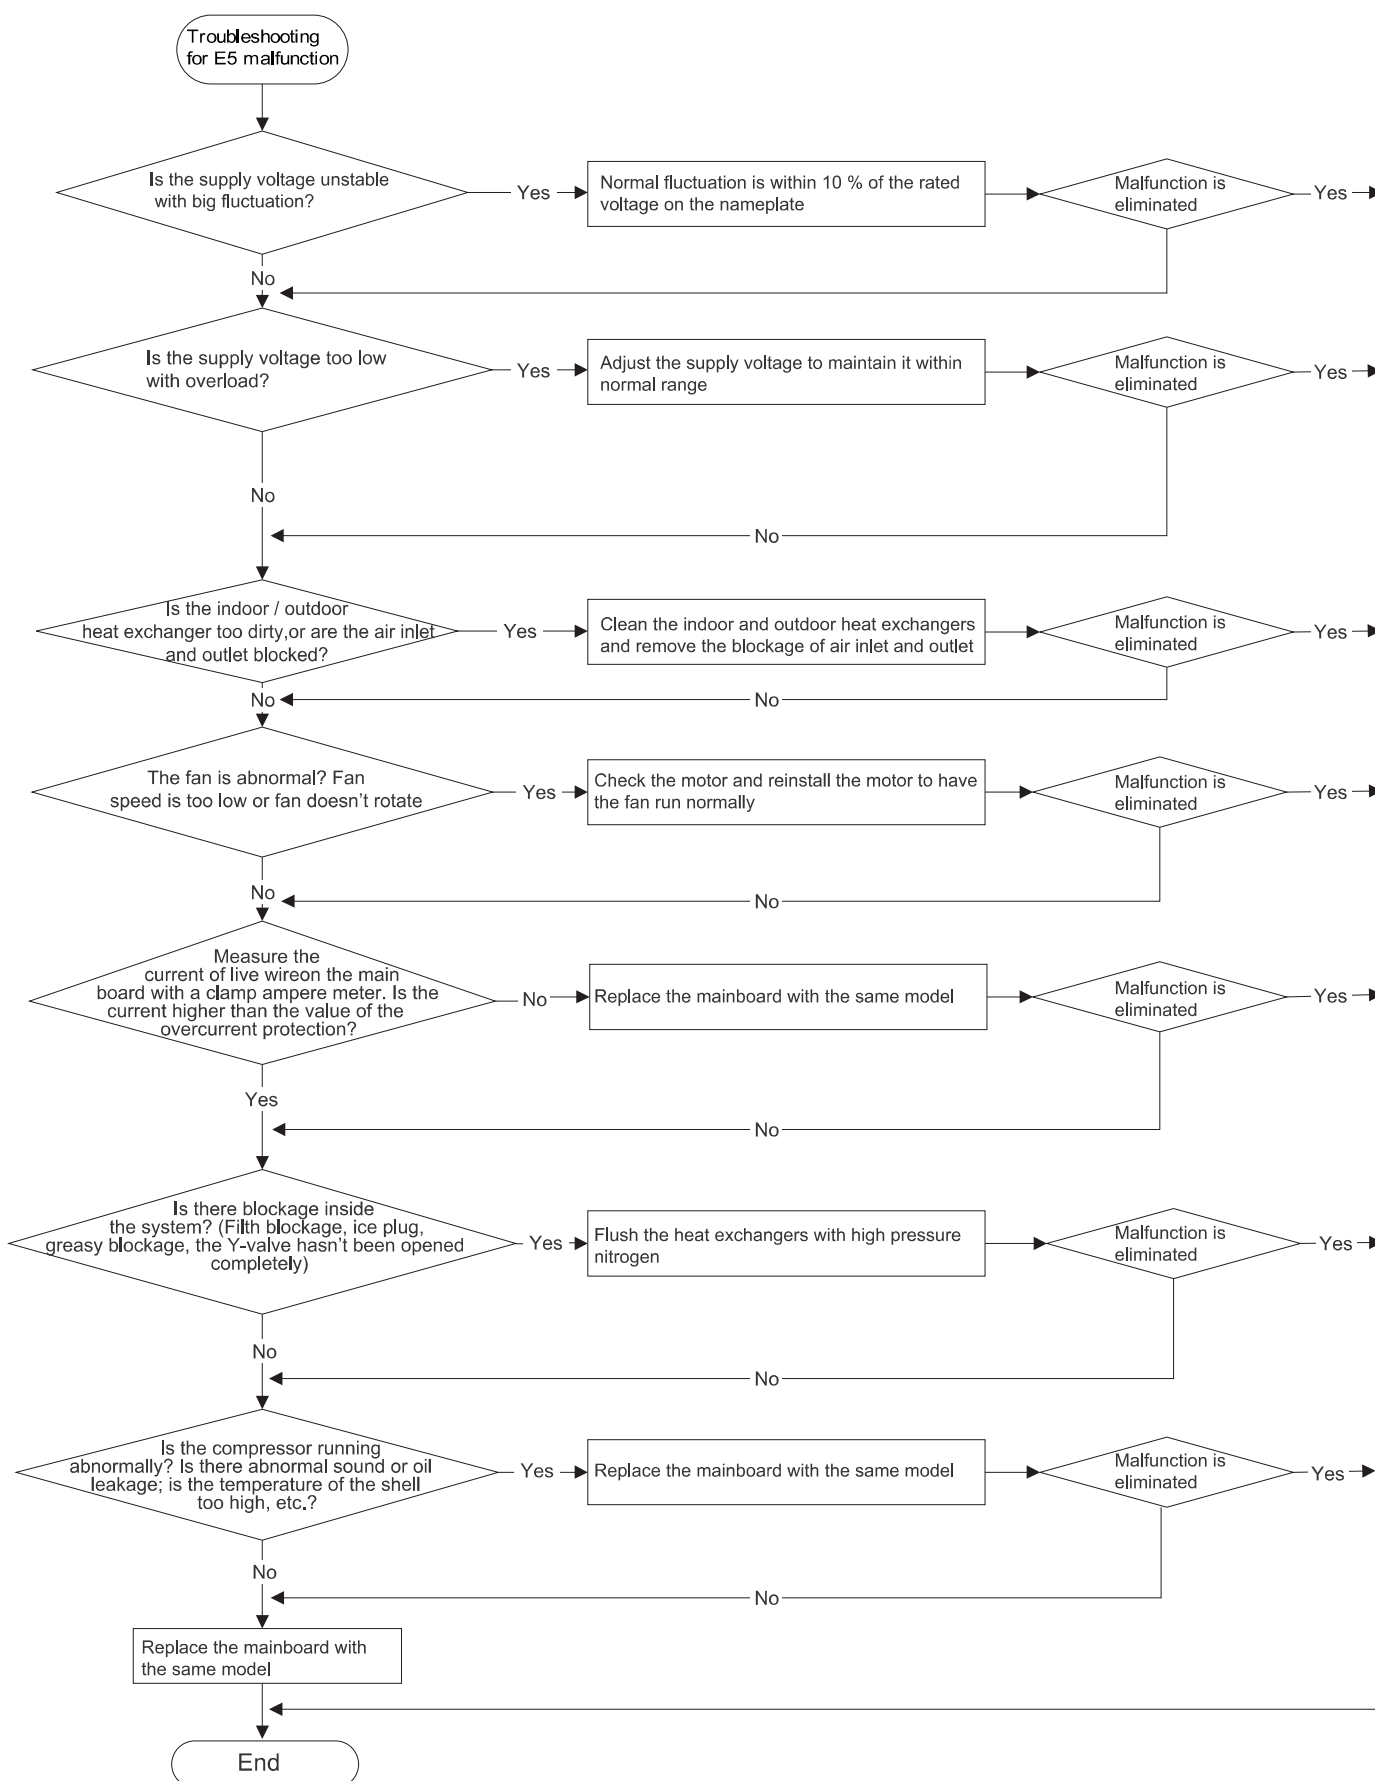 Troubleshooting
for E5 malfunction
Is the supply voltage unstable
with big fluctuation?
Yes
Normal fluctuation is within 10 % of the rated
voltage on the nameplate
Malfunction is
eliminated
Yes
No
Is the supply voltage too low
with overload?
Yes
Adjust the supply voltage to maintain it within
normal range
Malfunction is
eliminated
Yes
No
No
Is the indoor / outdoor
heat exchanger too dirty,or are the air inlet
and outlet blocked?
Yes
Clean the indoor and outdoor heat exchangers
and remove the blockage of air inlet and outlet
Malfunction is
eliminated
Yes
No
No
The fan is abnormal? Fan
speed is too low or fan doesn't rotate
Yes
Check the motor and reinstall the motor to have
the fan run normally
Malfunction is
eliminated
Yes
No
No
Measure the
current of live wireon the main
board with a clamp ampere meter. Is the
current higher than the value of the
overcurrent protection?
No
Replace the mainboard with the same model
Malfunction is
eliminated
Yes
Yes
No
Is there blockage inside
the system? (Filth blockage, ice plug,
greasy blockage, the Y-valve hasn't been opened
completely)
Yes
Flush the heat exchangers with high pressure
nitrogen
Malfunction is
eliminated
Yes
No
No
Is the compressor running
abnormally? Is there abnormal sound or oil
leakage; is the temperature of the shell
too high, etc.?
Yes
Replace the mainboard with the same model
Malfunction is
eliminated
Yes
No
No
Replace the mainboard with
the same model
End